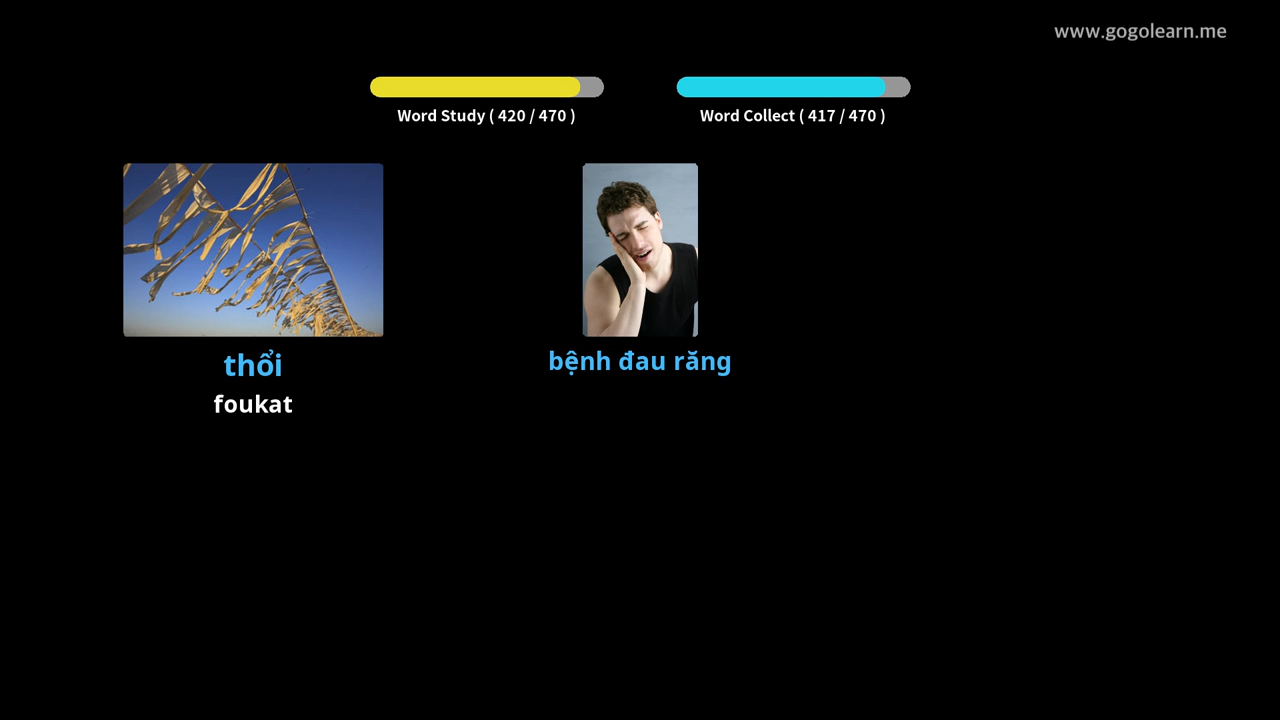 www.gogolearn.me
Word Study ( 420 / 470 )
Word Collect ( 417 / 470 )
thổi
foukat
bệnh đau răng